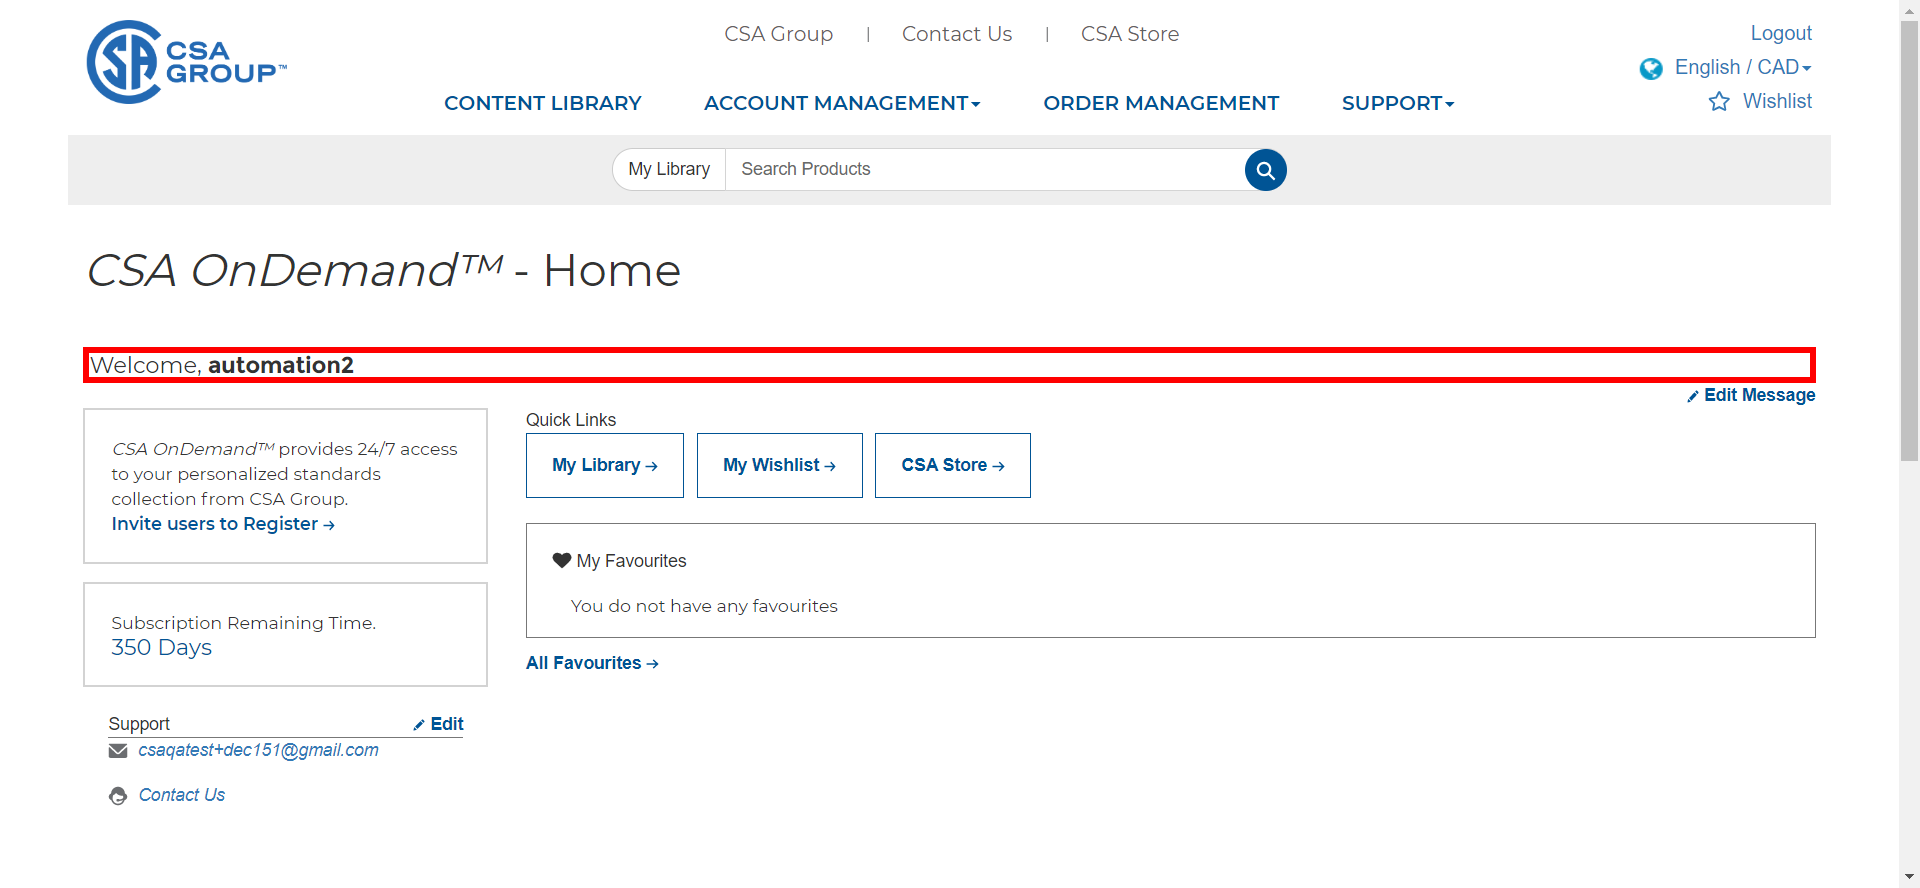 CSA GROUP™
CSA Group | Contact Us | CSA Store
Logout
English / CAD
Wishlist
CONTENT LIBRARY ACCOUNT MANAGEMENT ORDER MANAGEMENT SUPPORT
My Library Search Products
CSA OnDemand™ - Home
Welcome, automation2
Edit Message
CSA OnDemand™ provides 24/7 access
to your personalized standards
collection from CSA Group.
Invite users to Register →
Subscription Remaining Time.
350 Days
Support Edit
csaqatest+dec151@gmail.com
Contact Us
Quick Links
My Library → My Wishlist → CSA Store →
My Favourites
You do not have any favourites
All Favourites →